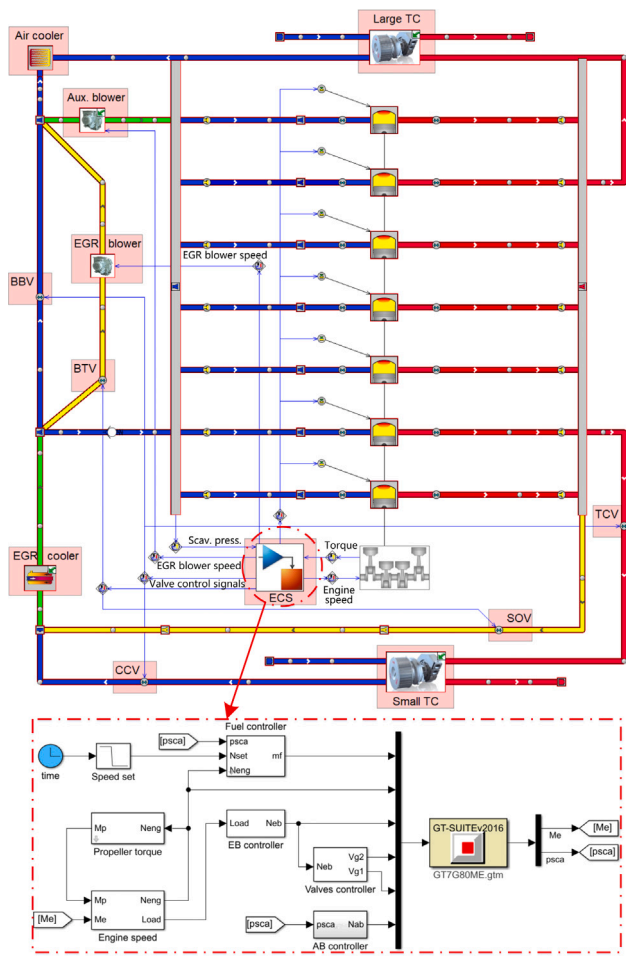 Large TC
Air cooler
Aux. blower
EGR blower
EGR blower speed
BBV
BTV
TCV
Scav. press.
Torque
EGR cooler
EGR blower speed
Valve control signals
Engine
speed
ECS
SOV
CCV
Small TC
Fuel controller
[psca]
psca
Nset
mf
Neng
time
Speed set
GT-SUITEv2016
Me
[Me]
psca
[psca]
GT7G80ME.gtm
Mp
Neng
Propeller torque
Load
Neb
EB controller
Neb
Vg2
Vg1
Valves controller
Mp
Neng
[Me]
Me
Load
Engine speed
[psca]
psca
Nab
AB controller